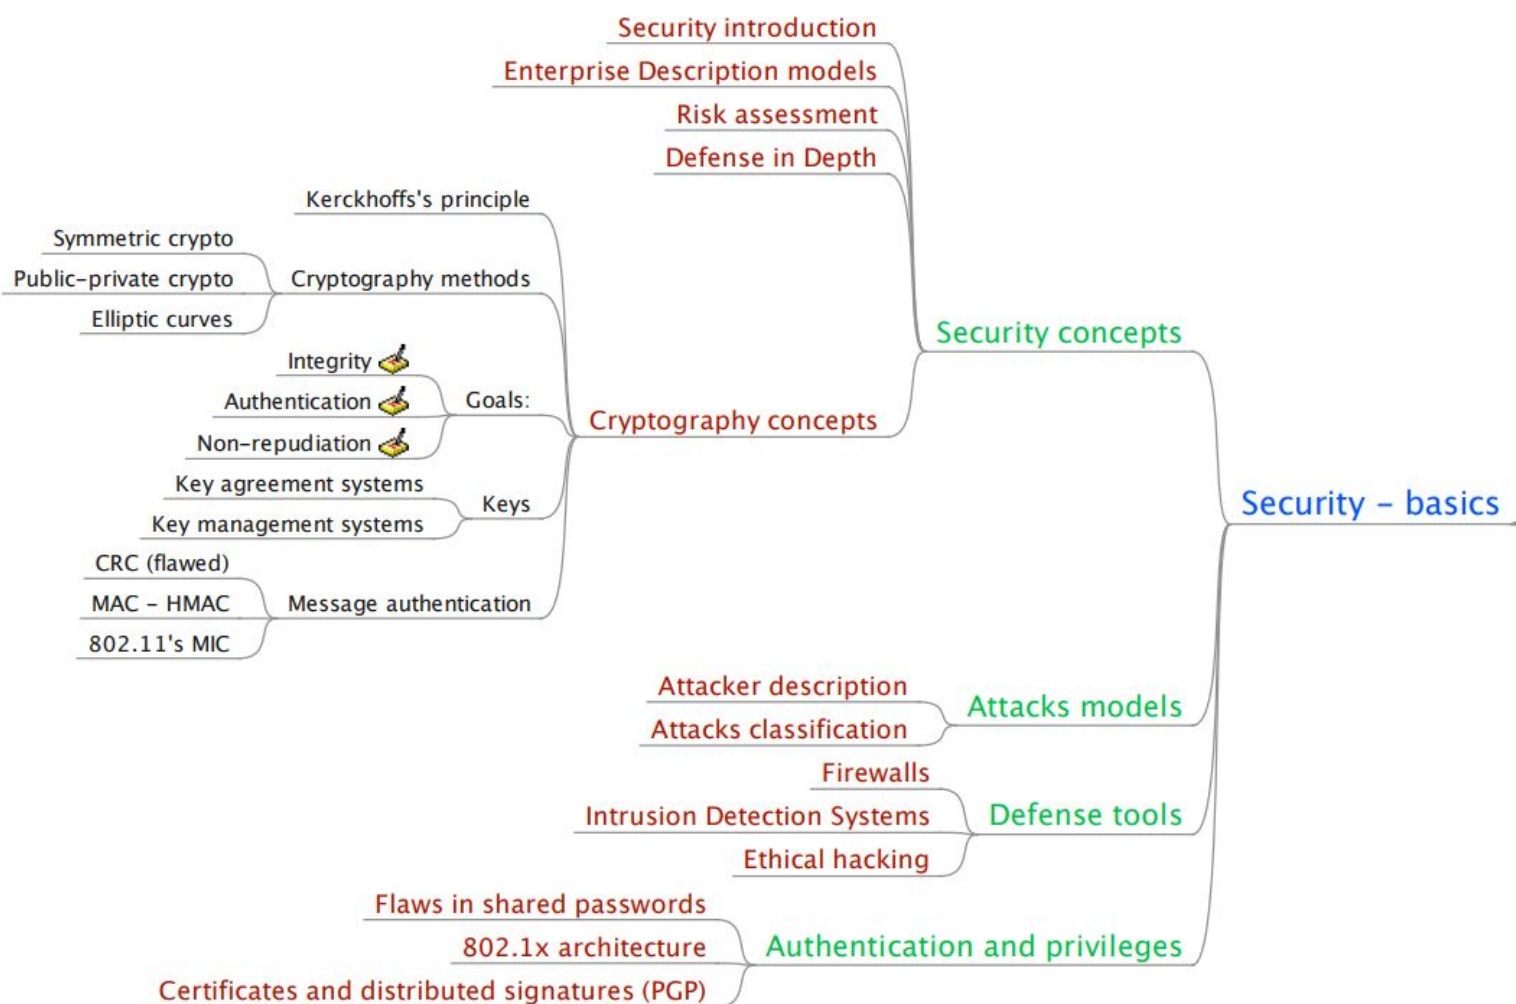 Security introduction
Enterprise Description models
Risk assessment
Defense in Depth
Kerckhoffs's principle
Symmetric crypto
Public-private crypto
Cryptography methods
Elliptic curves
Security concepts
Integrity
Authentication
Goals:
Non-repudiation
Cryptography concepts
Key agreement systems
Keys
Key management systems
Security - basics
CRC (flawed)
MAC - HMAC
Message authentication
802.11's MIC
Attacker description
Attacks models
Attacks classification
Firewalls
Intrusion Detection Systems
Defense tools
Ethical hacking
Flaws in shared passwords
802.1x architecture
Authentication and privileges
Certificates and distributed signatures (PGP)